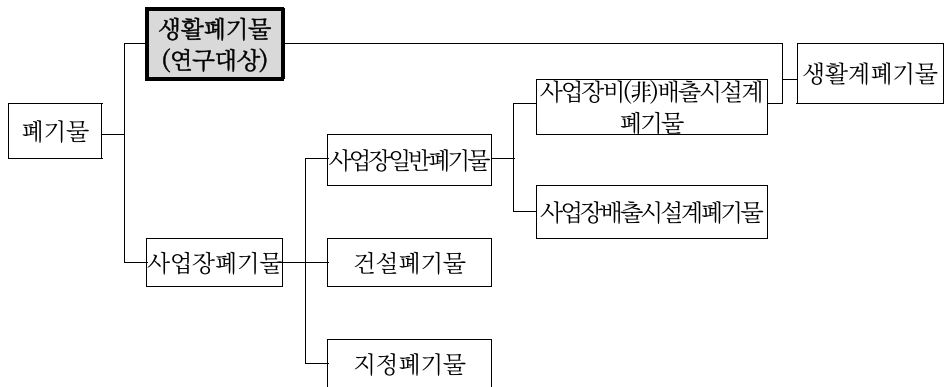 생활폐기물
(연구대상)
생활계폐기물
사업장비(非)배출시설계
폐기물
폐기물
사업장일반폐기물
사업장배출시설계폐기물
사업장폐기물
건설폐기물
지정폐기물